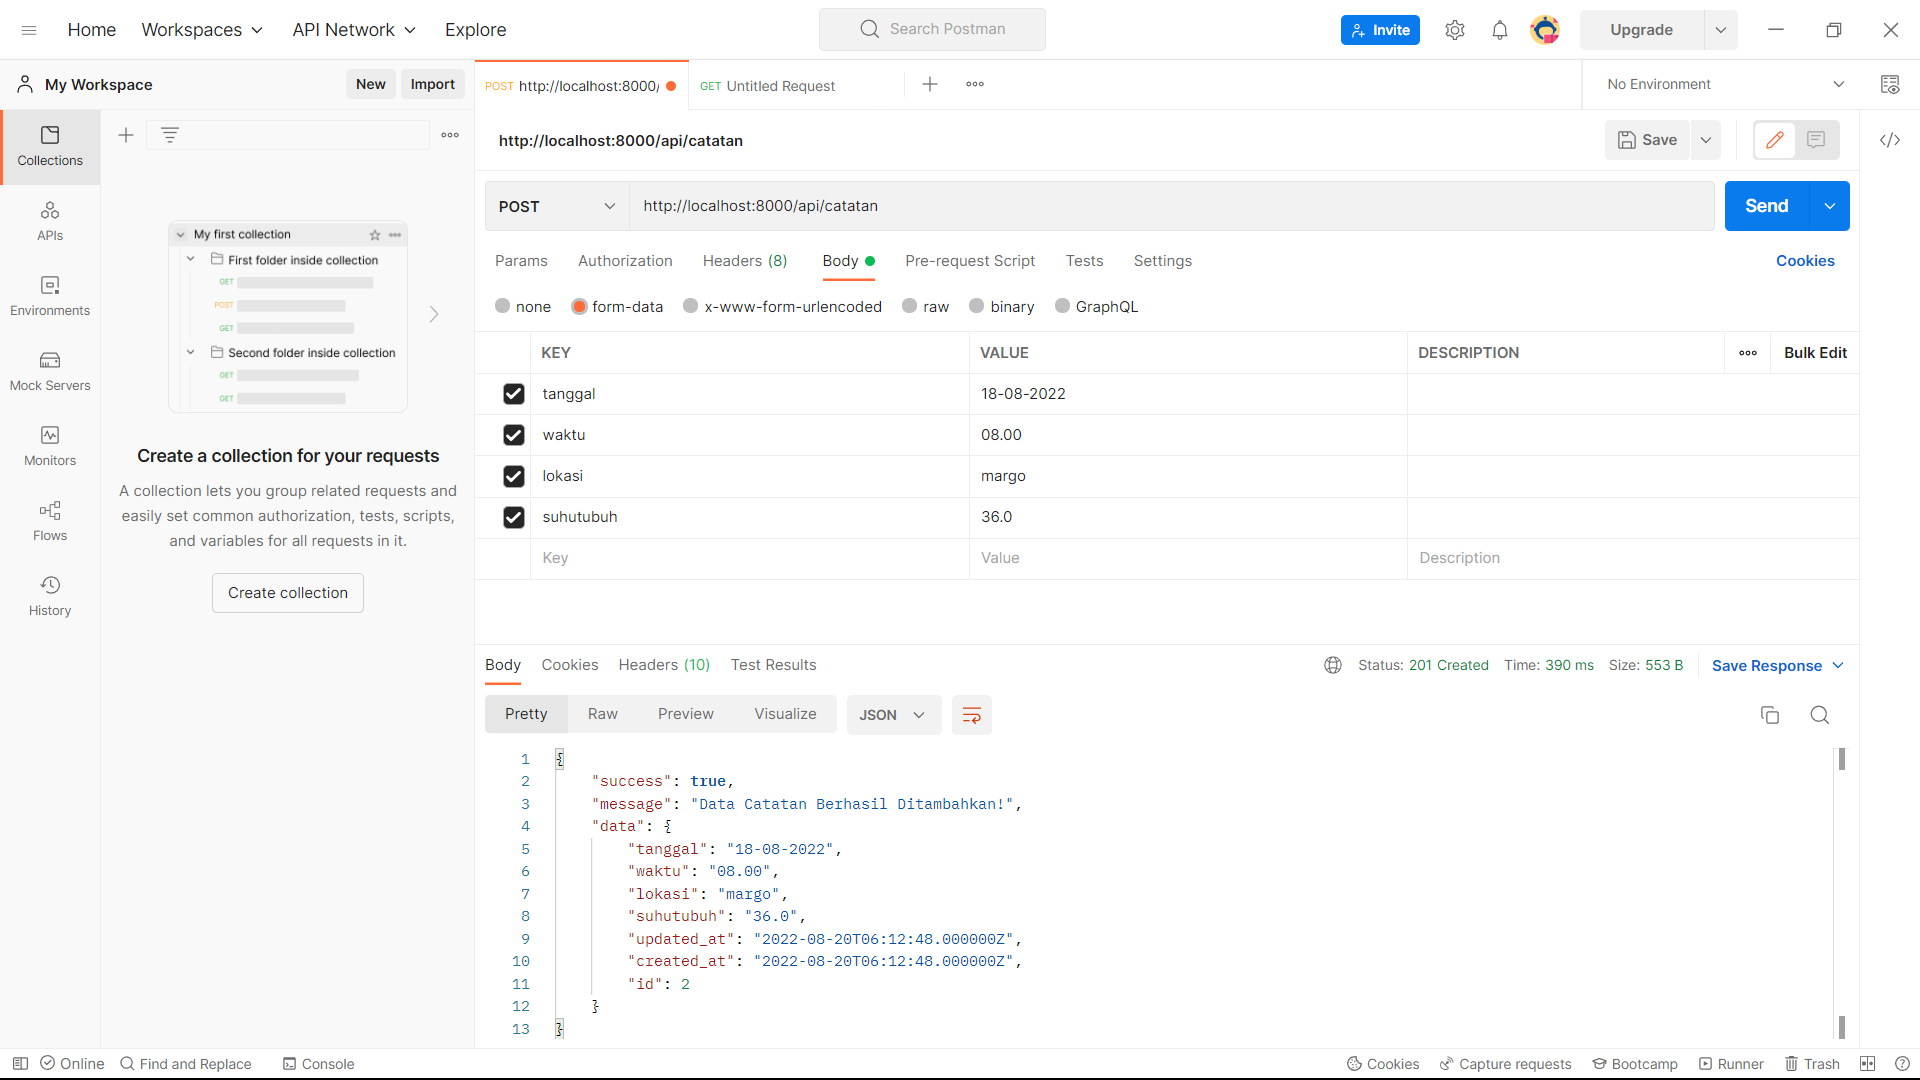 Home Workspaces API Network Explore Search Postman Invite Upgrade
My Workspace New Import
POST http://localhost:8000/ GET Untitled Request No Environment
Collections
APIs
Environments
Mock Servers
Monitors
Flows
History
My first collection
First folder inside collection
GET
POST
GET
Second folder inside collection
GET
GET
Create a collection for your requests
A collection lets you group related requests and
easily set common authorization, tests, scripts,
and variables for all requests in it.
Create collection
http://localhost:8000/api/catatan Save
POST http://localhost:8000/api/catatan Send
Params Authorization Headers (8) Body Pre-request Script Tests Settings Cookies
none form-data x-www-form-urlencoded raw binary GraphQL
KEY VALUE DESCRIPTION Bulk Edit
tanggal 18-08-2022
waktu 08.00
lokasi margo
suhutubuh 36.0
Key Value Description
Body Cookies Headers (10) Test Results Status: 201 Created Time: 390 ms Size: 553 B Save Response
Pretty Raw Preview Visualize JSON
1 {
2 "success": true,
3 "message": "Data Catatan Berhasil Ditambahkan!",
4 "data": {
5 "tanggal": "18-08-2022",
6 "waktu": "08.00",
7 "lokasi": "margo",
8 "suhutubuh": "36.0",
9 "updated_at": "2022-08-20T06:12:48.000000Z",
10 "created_at": "2022-08-20T06:12:48.000000Z",
11 "id": 2
12 }
13 }
Online Find and Replace Console Cookies Capture requests Bootcamp Runner Trash